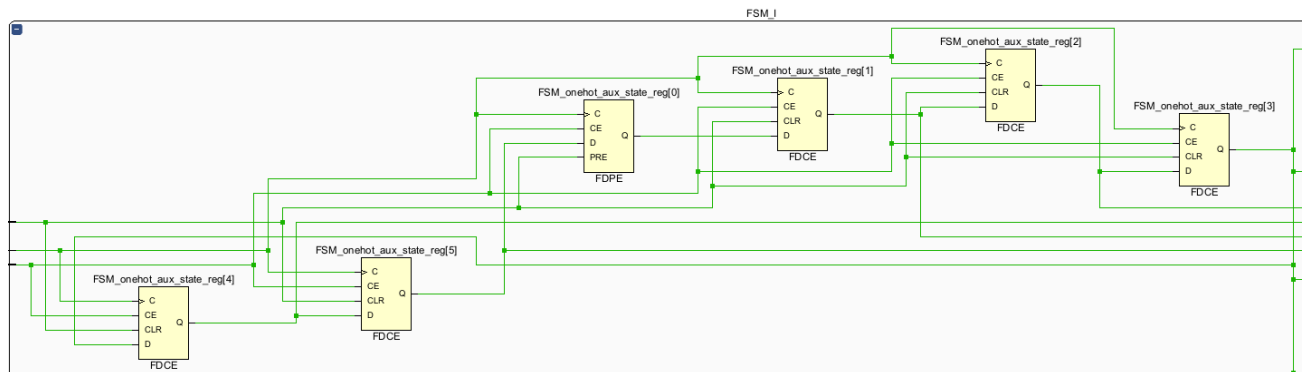 FSM_I
FSM_onehot_aux_state_reg[2]
C
CE
CLR
D
Q
FDCE
FSM_onehot_aux_state_reg[1]
C
CE
CLR
D
Q
FDCE
FSM_onehot_aux_state_reg[0]
C
CE
D
PRE
Q
FDPE
FSM_onehot_aux_state_reg[3]
C
CE
CLR
D
Q
FDCE
FSM_onehot_aux_state_reg[5]
C
CE
CLR
D
Q
FDCE
FSM_onehot_aux_state_reg[4]
C
CE
CLR
D
Q
FDCE